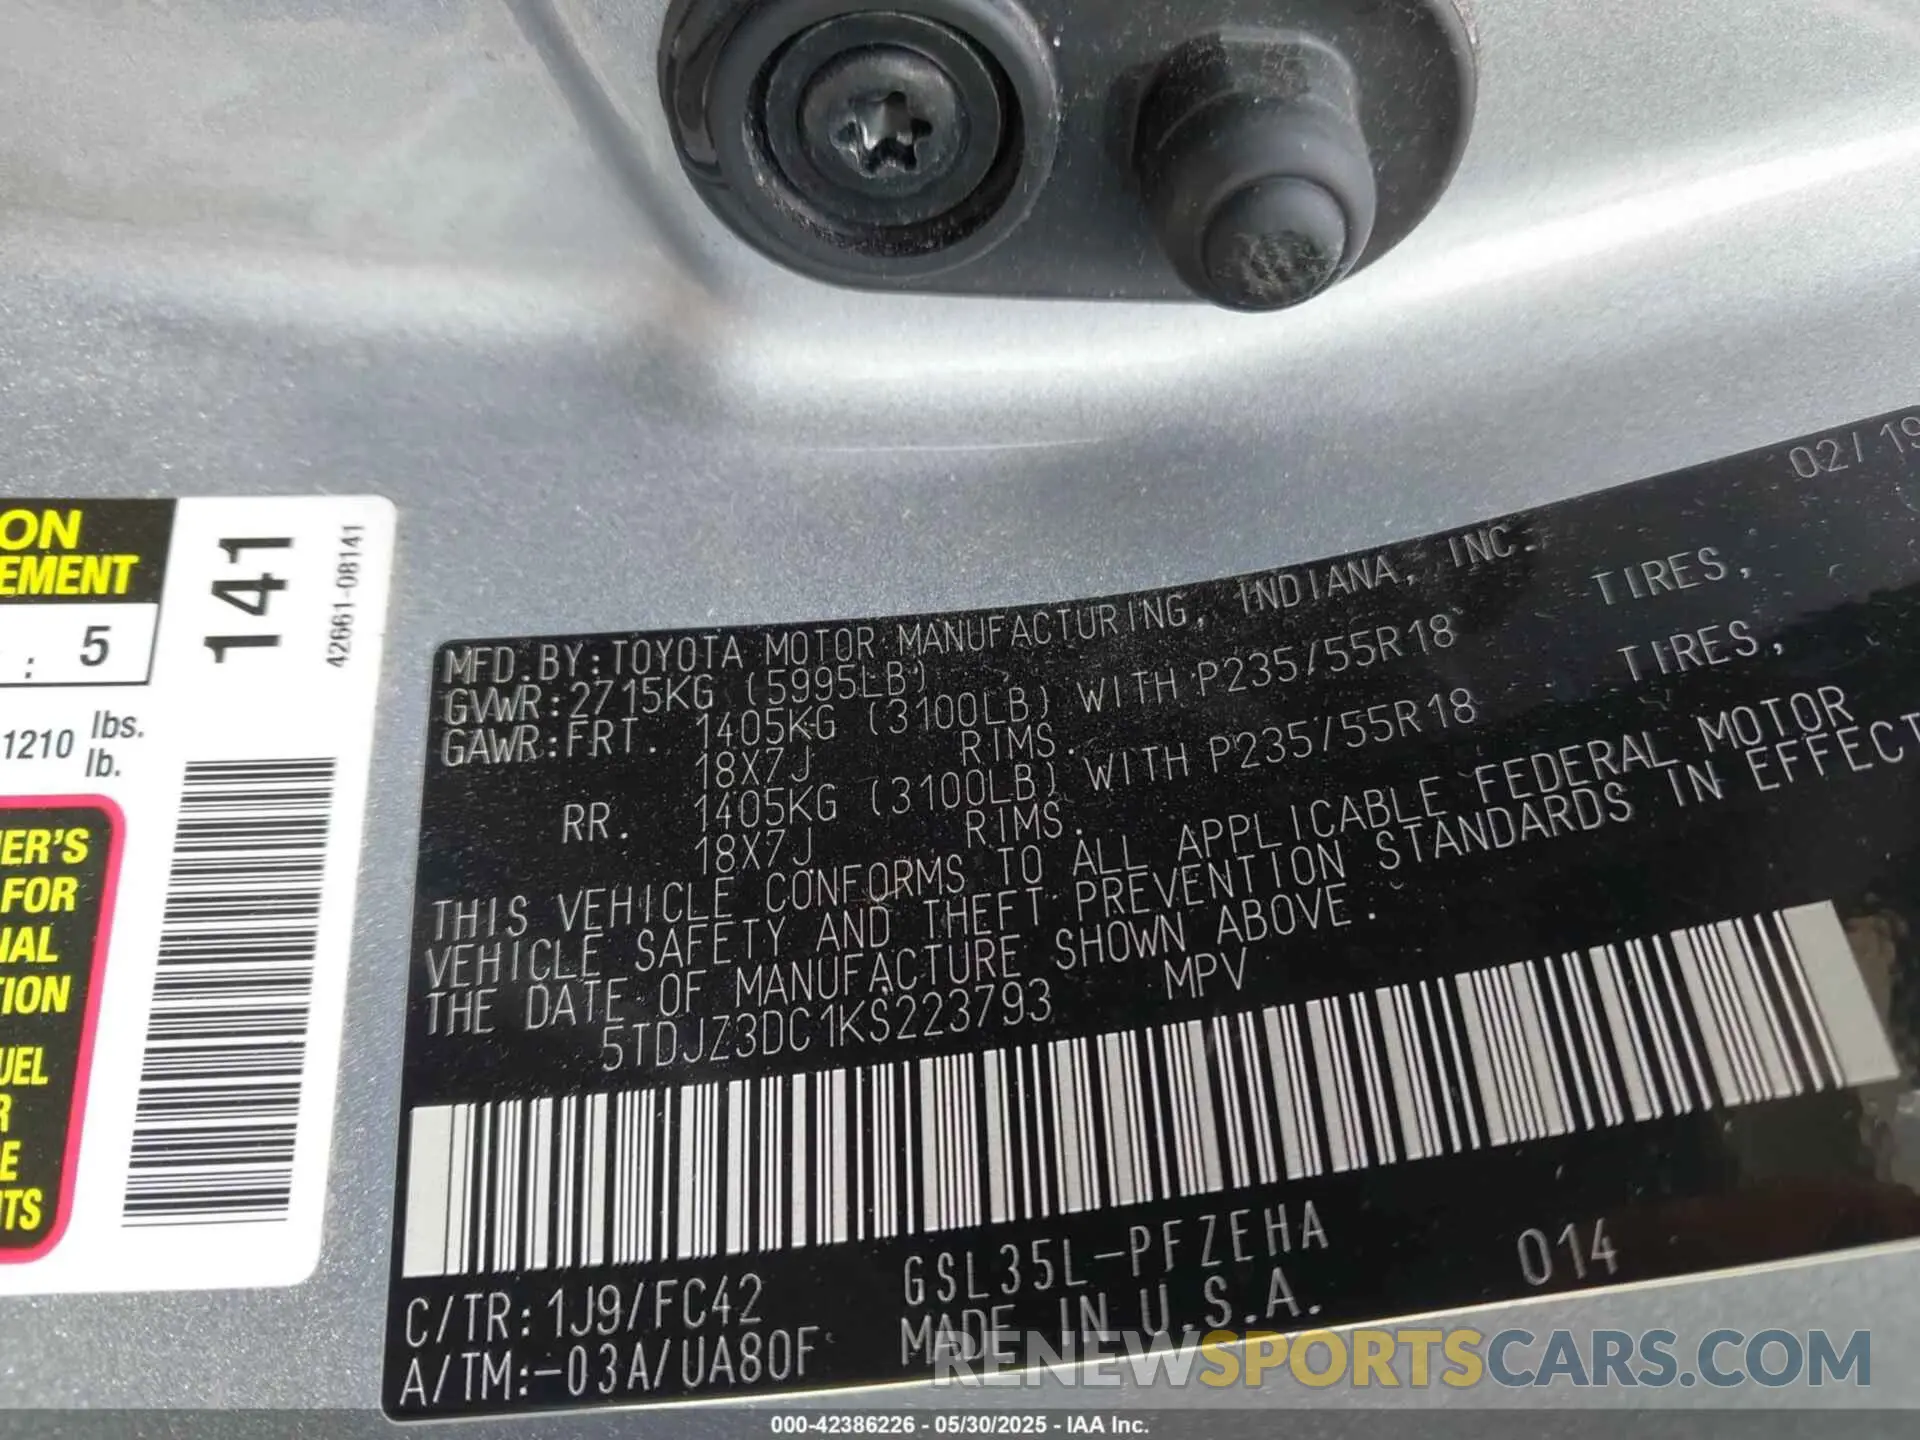 ON
EMENT
: 5
1210 lbs.
lb.
ER'S
FOR
NAL
TION
UEL
R
E
NTS
141
42661-08141
02/19
MFD.BY:TOYOTA MOTOR MANUFACTURING, INDIANA, INC.
GVWR:2715KG (5995LB)
GAWR:FRT. 1405KG (3100LB) WITH P235/55R18 TIRES,
18X7J RIMS.
RR. 1405KG (3100LB) WITH P235/55R18 TIRES,
18X7J RIMS.
THIS VEHICLE CONFORMS TO ALL APPLICABLE FEDERAL MOTOR
VEHICLE SAFETY AND THEFT PREVENTION STANDARDS IN EFFECT
THE DATE OF MANUFACTURE SHOWN ABOVE.
5TDJZ3DC1KS223793 MPV
C/TR:1J9/FC42 GSL35L-PFZEHA 014
A/TM:-03A/UA80F MADE IN U.S.A.
RENEWSPORTSCARS.COM
000-42386226 - 05/30/2025 - IAA Inc.